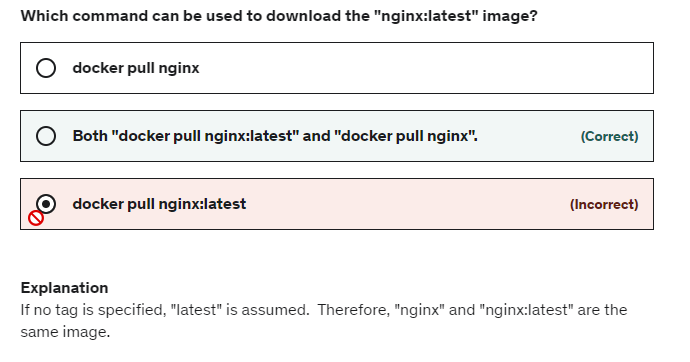 Which command can be used to download the "nginx:latest" image?
docker pull nginx
Both "docker pull nginx:latest" and "docker pull nginx". (Correct)
docker pull nginx:latest (Incorrect)
Explanation
If no tag is specified, "latest" is assumed.  Therefore, "nginx" and "nginx:latest" are the
same image.